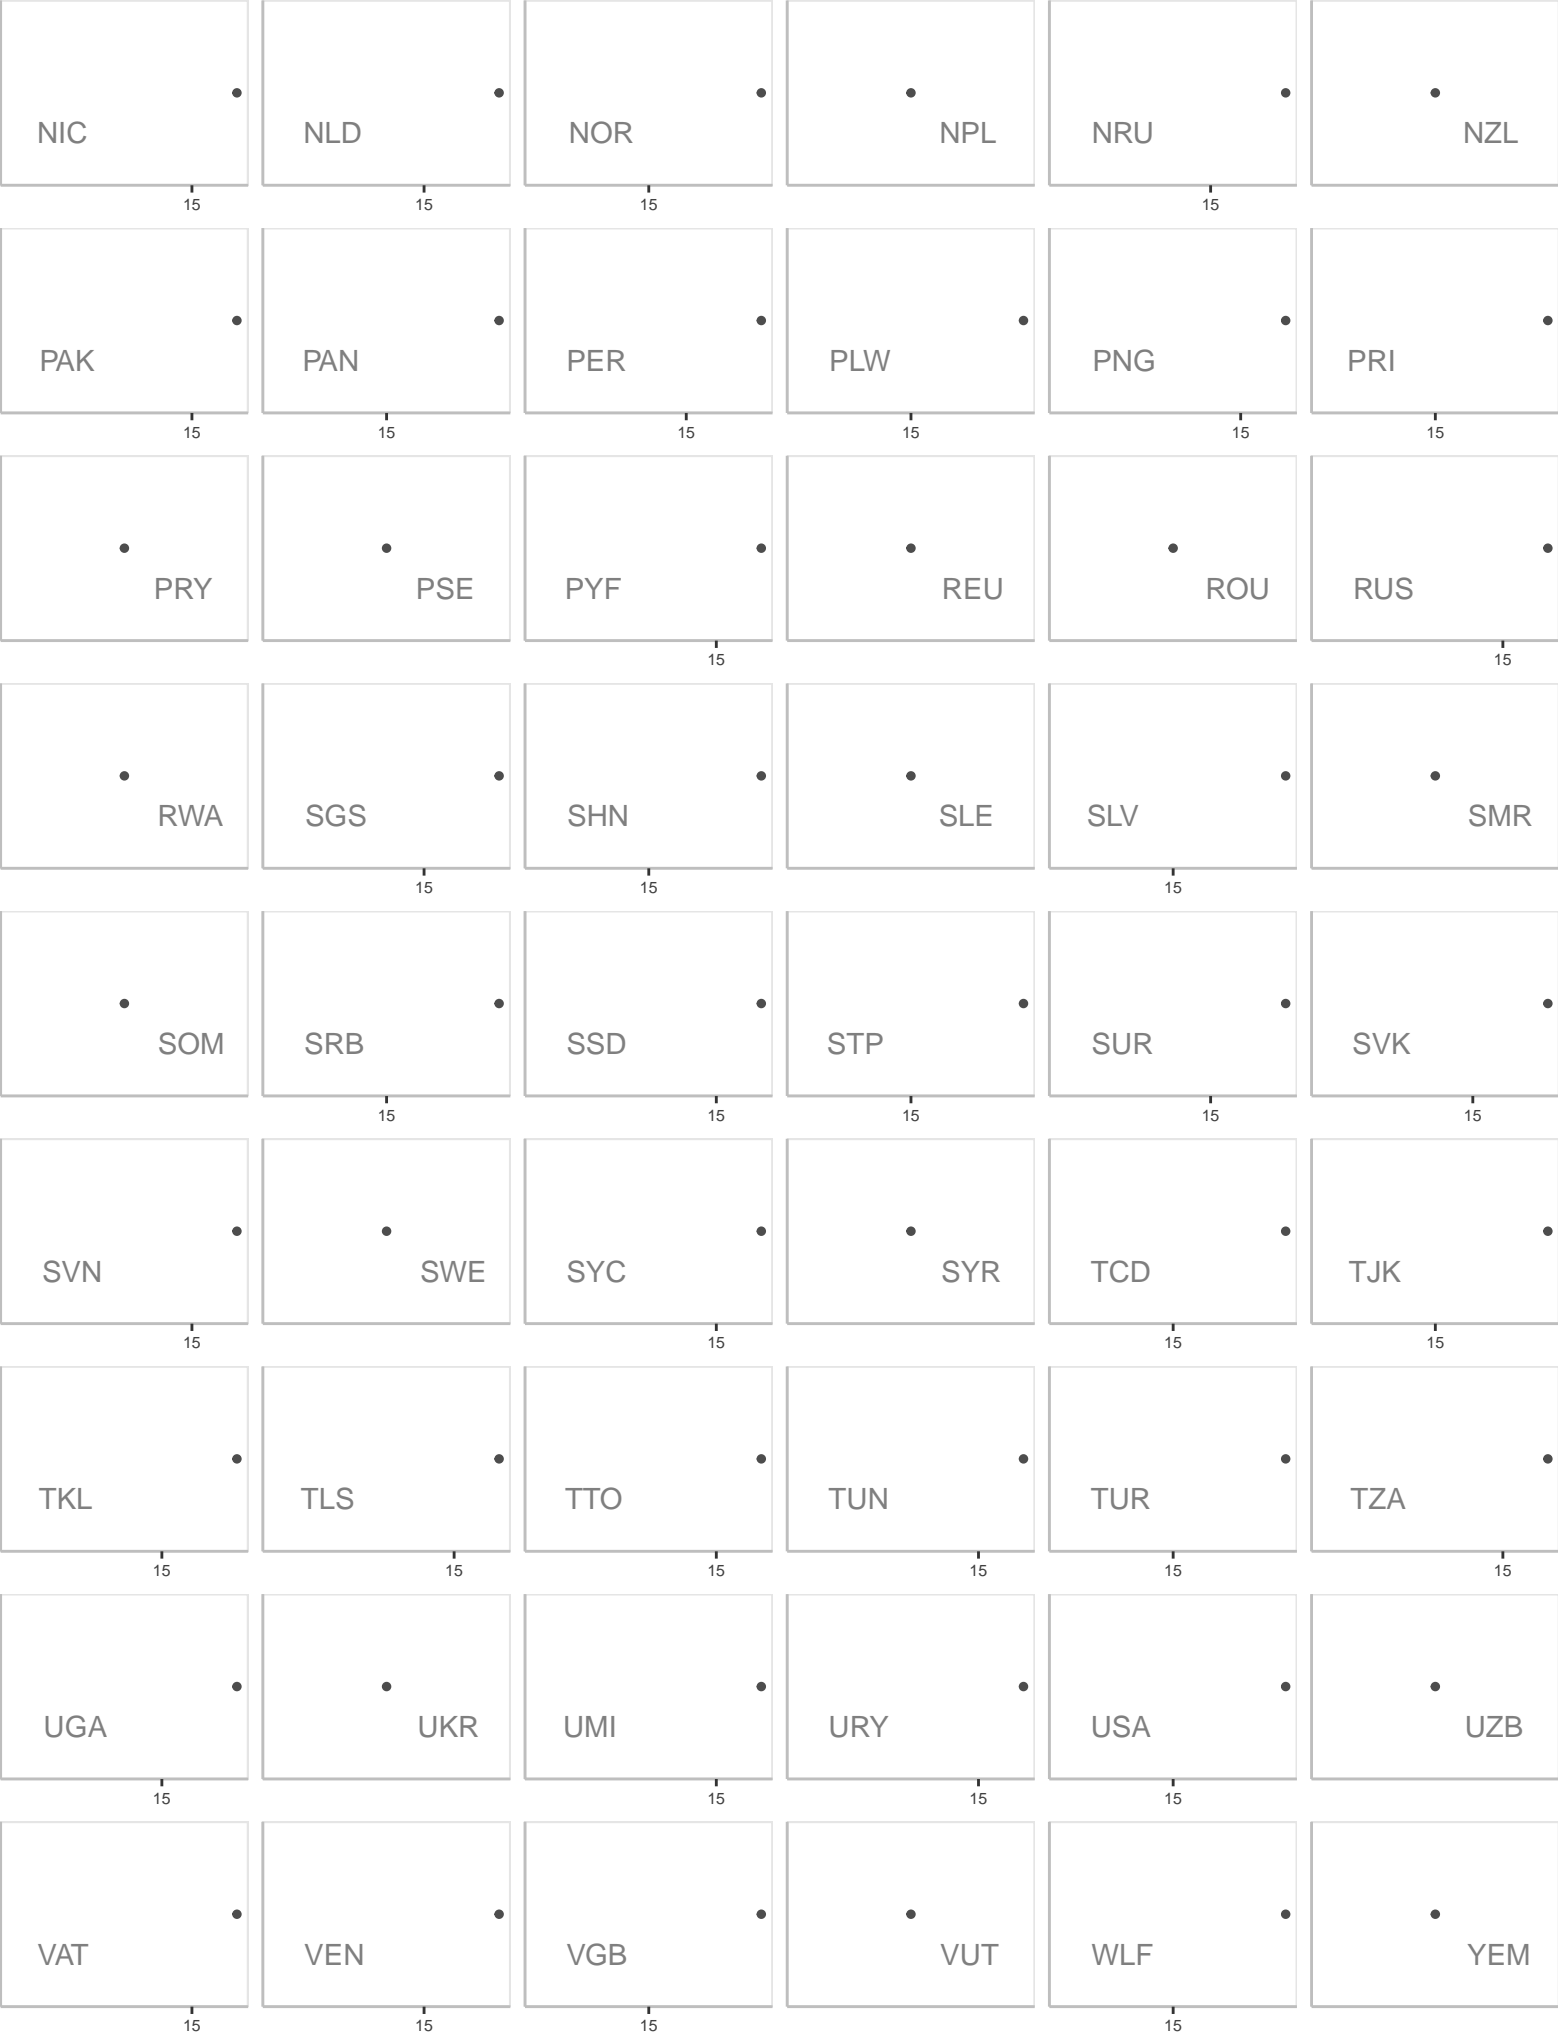 NIC NLD NOR NPL NRU NZL
15 15 15 15
PAK PAN PER PLW PNG PRI
15 15 15 15 15 15
PRY PSE PYF REU ROU RUS
15 15
RWA SGS SHN SLE SLV SMR
15 15 15
SOM SRB SSD STP SUR SVK
15 15 15 15 15
SVN SWE SYC SYR TCD TJK
15 15 15 15
TKL TLS TTO TUN TUR TZA
15 15 15 15 15 15
UGA UKR UMI URY USA UZB
15 15 15 15
VAT VEN VGB VUT WLF YEM
15 15 15 15